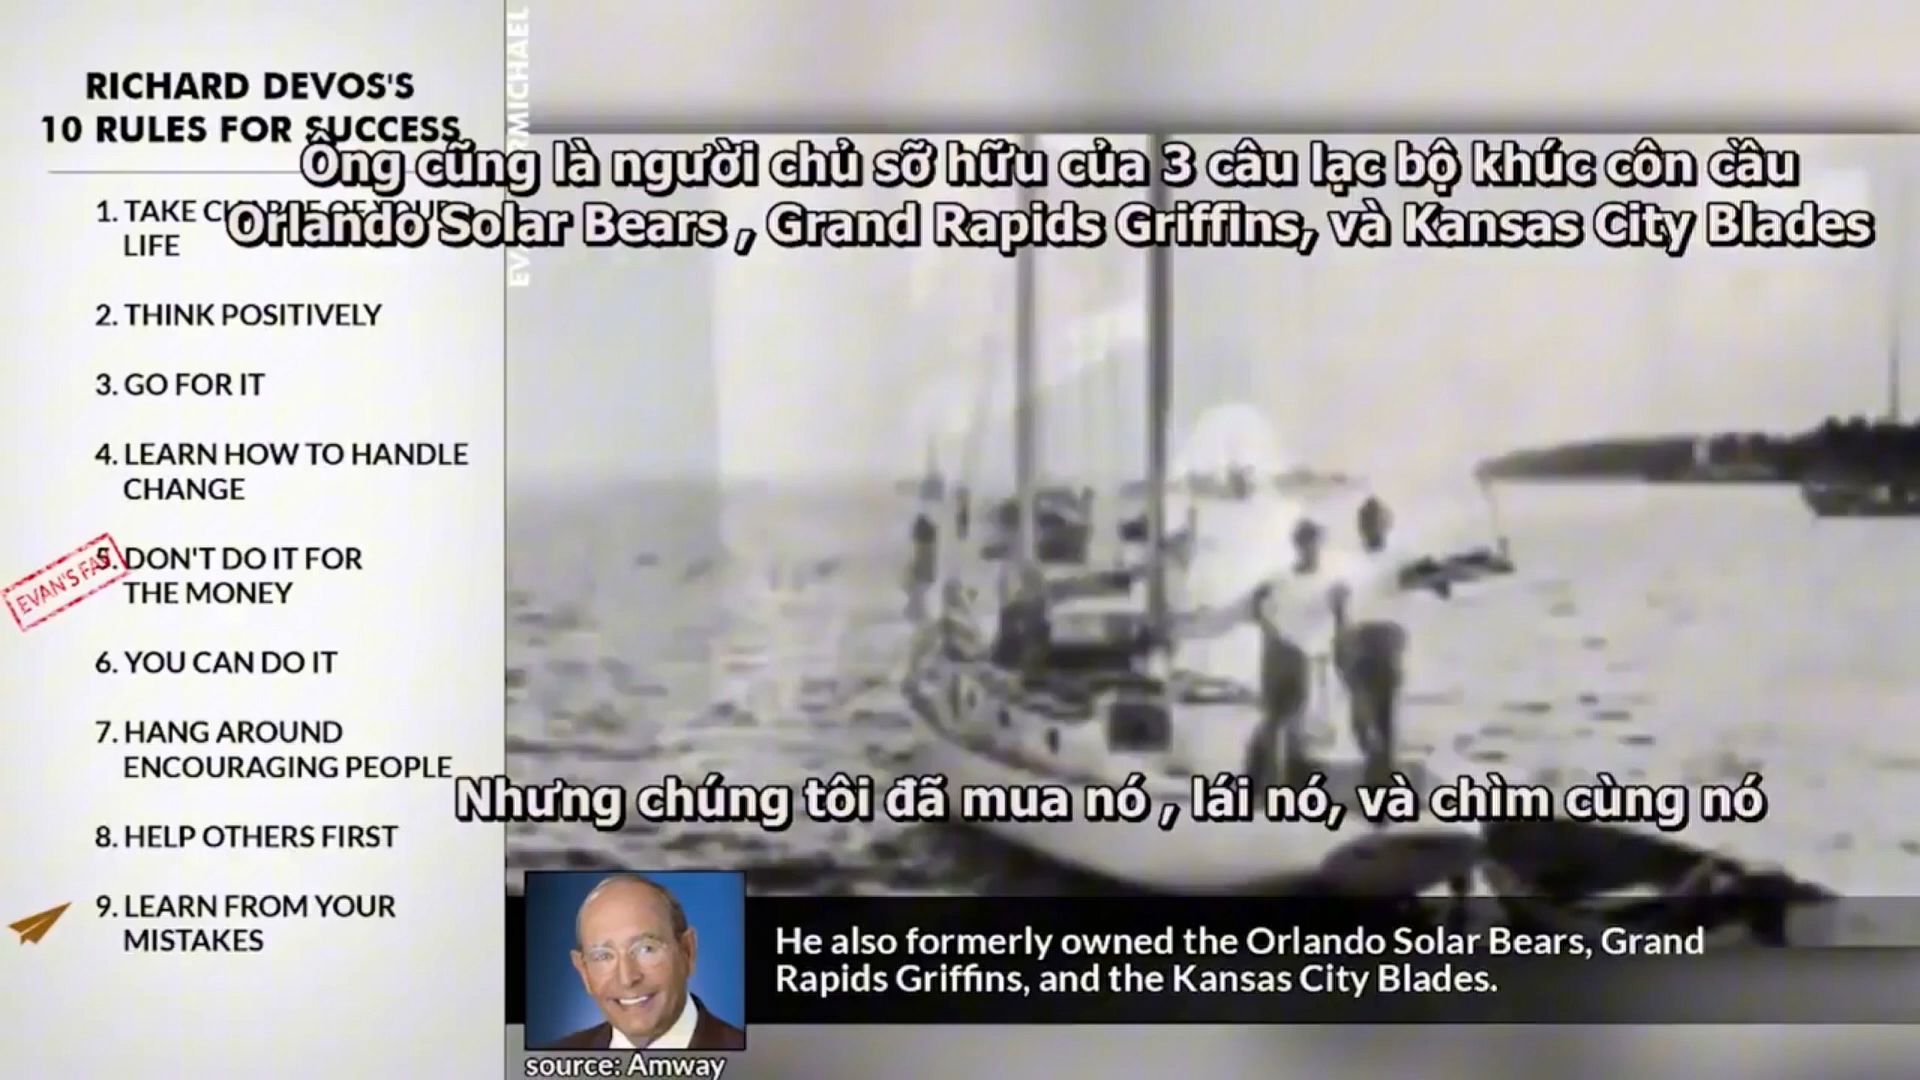 RICHARD DEVOS'S
10 RULES FOR SUCCESS
Ông cũng là người chủ sỡ hữu của 3 câu lạc bộ khúc côn cầu
Orlando Solar Bears , Grand Rapids Griffins, và Kansas City Blades
1. TAKE CHARGE OF YOUR
LIFE
2. THINK POSITIVELY
3. GO FOR IT
4. LEARN HOW TO HANDLE
CHANGE
5. DON'T DO IT FOR
THE MONEY
EVAN'S FAV
6. YOU CAN DO IT
7. HANG AROUND
ENCOURAGING PEOPLE
8. HELP OTHERS FIRST
9. LEARN FROM YOUR
MISTAKES
Nhưng chúng tôi đã mua nó , lái nó, và chìm cùng nó
He also formerly owned the Orlando Solar Bears, Grand
Rapids Griffins, and the Kansas City Blades.
source: Amway